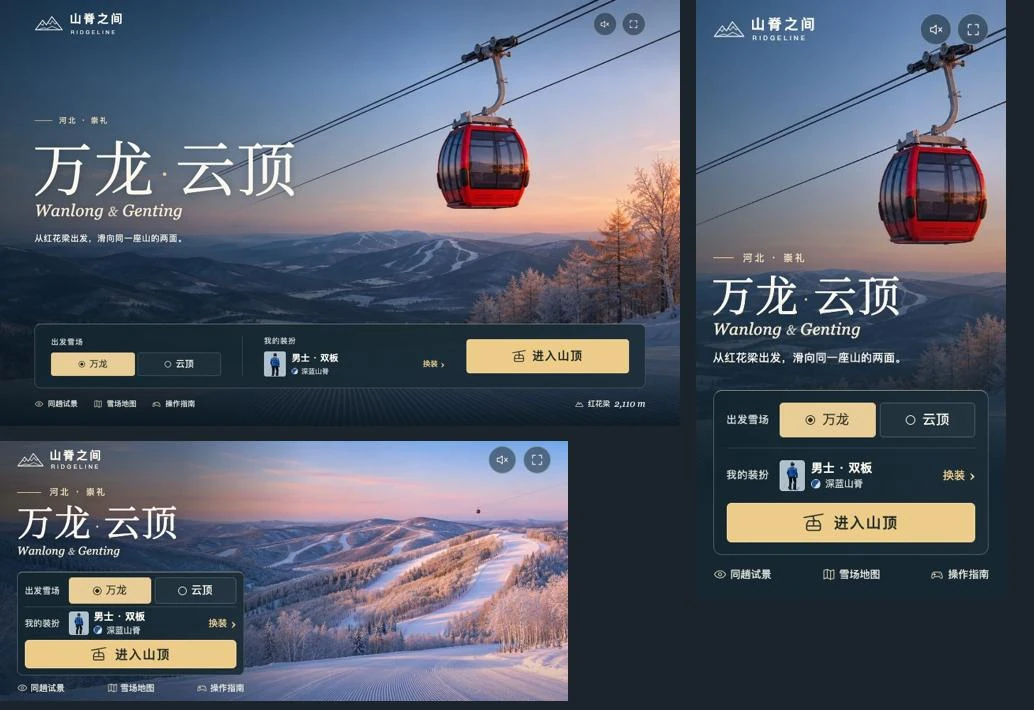 山脊之间
RIDGELINE
河北 · 崇礼
万龙·云顶
Wanlong & Genting
从红花梁出发，滑向同一座山的两面。
出发雪场
万龙
云顶
我的装扮
男士 · 双板
深蓝山脊
换装 ›
进入山顶
同趟试景
雪场地图
操作指南
红花梁 2,110 m
山脊之间
RIDGELINE
河北 · 崇礼
万龙·云顶
Wanlong & Genting
从红花梁出发，滑向同一座山的两面。
出发雪场
万龙
云顶
我的装扮
男士 · 双板
深蓝山脊
换装 ›
进入山顶
同趟试景
雪场地图
操作指南
山脊之间
RIDGELINE
河北 · 崇礼
万龙·云顶
Wanlong & Genting
出发雪场
万龙
云顶
我的装扮
男士 · 双板
深蓝山脊
换装 ›
进入山顶
同趟试景
雪场地图
操作指南